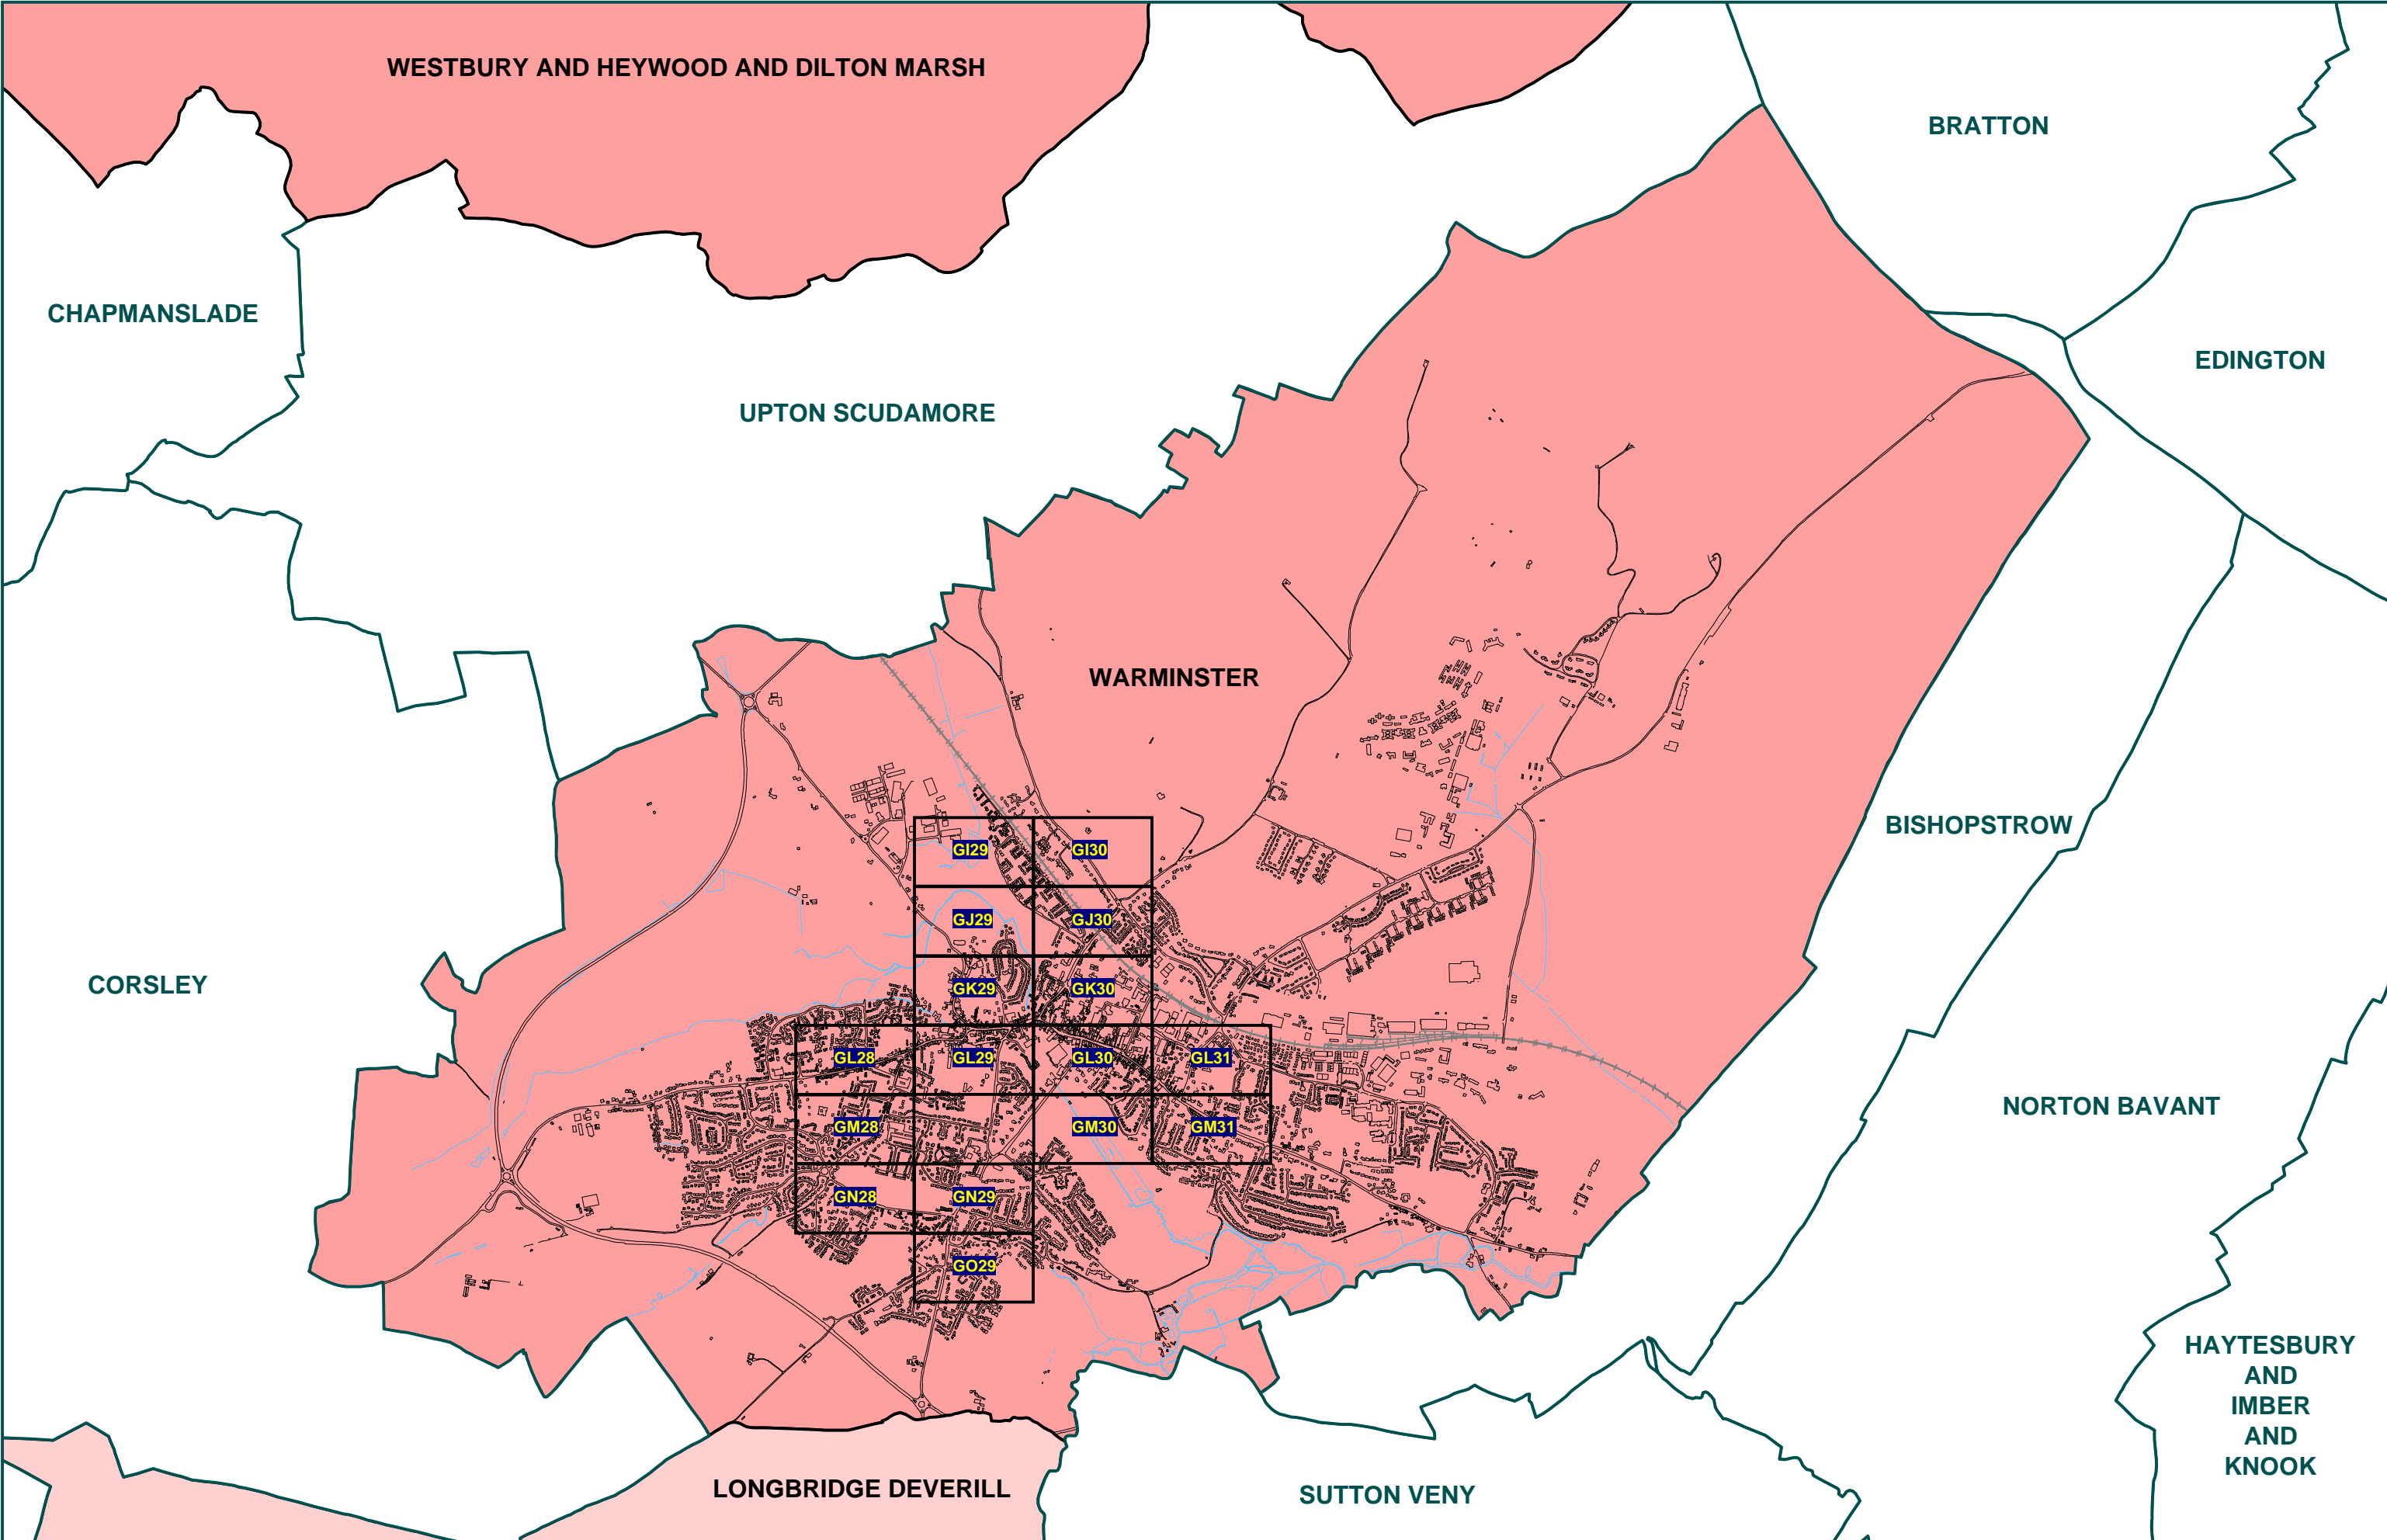 WESTBURY AND HEYWOOD AND DILTON MARSH
BRATTON
CHAPMANSLADE
EDINGTON
UPTON SCUDAMORE
WARMINSTER
BISHOPSTROW
GI29
GI30
GJ29
GJ30
CORSLEY
GK29
GK30
GL28
GL29
GL30
GL31
NORTON BAVANT
GM28
GM30
GM31
GN28
GN29
GO29
HAYTESBURY
AND
IMBER
AND
KNOOK
LONGBRIDGE DEVERILL
SUTTON VENY